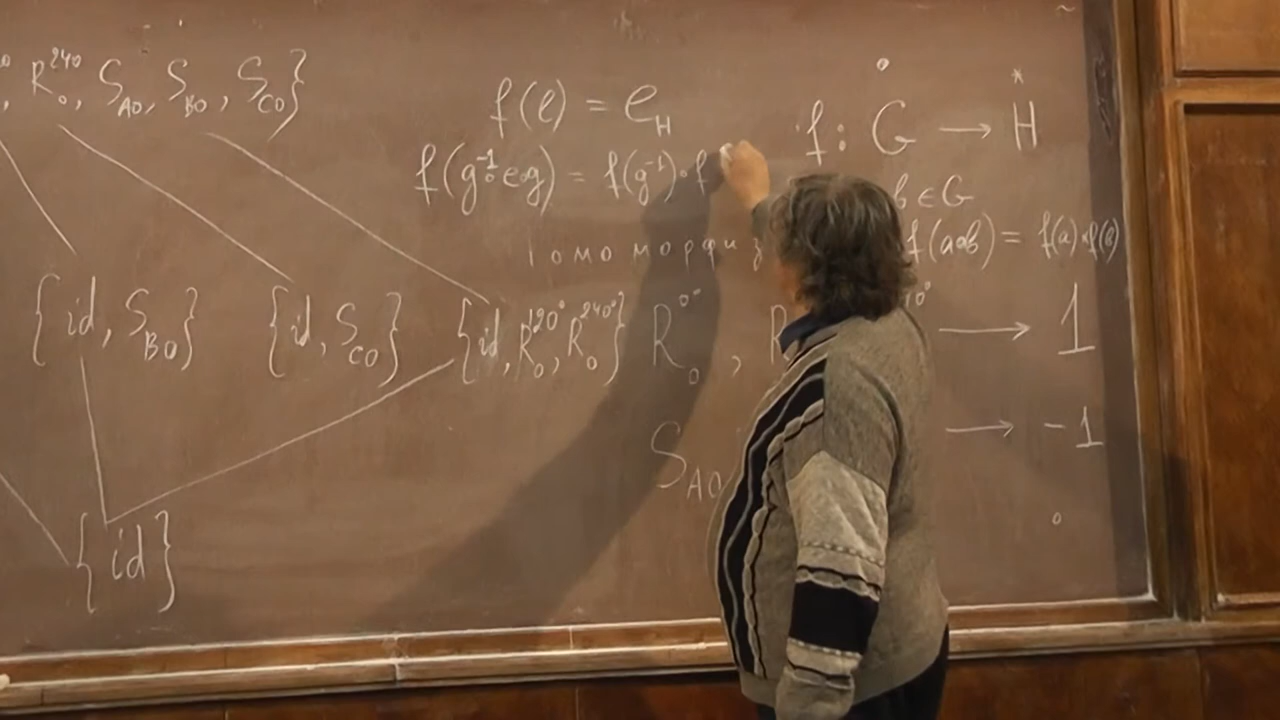 , R₀²⁴⁰, S_AO, S_BO, S_CO}
{id, S_BO} {id, S_CO} {id, R₀¹²⁰°, R₀²⁴⁰°}
{id}
f(e) = e_H
f(g⁻¹∘e∘g) = f(g⁻¹)∘f
Гомоморфиз
∘ *
f: G → H
b ∈ G
f(a∘b) = f(a)*f(b)
R₀⁰°, R → 1
S_AO → -1